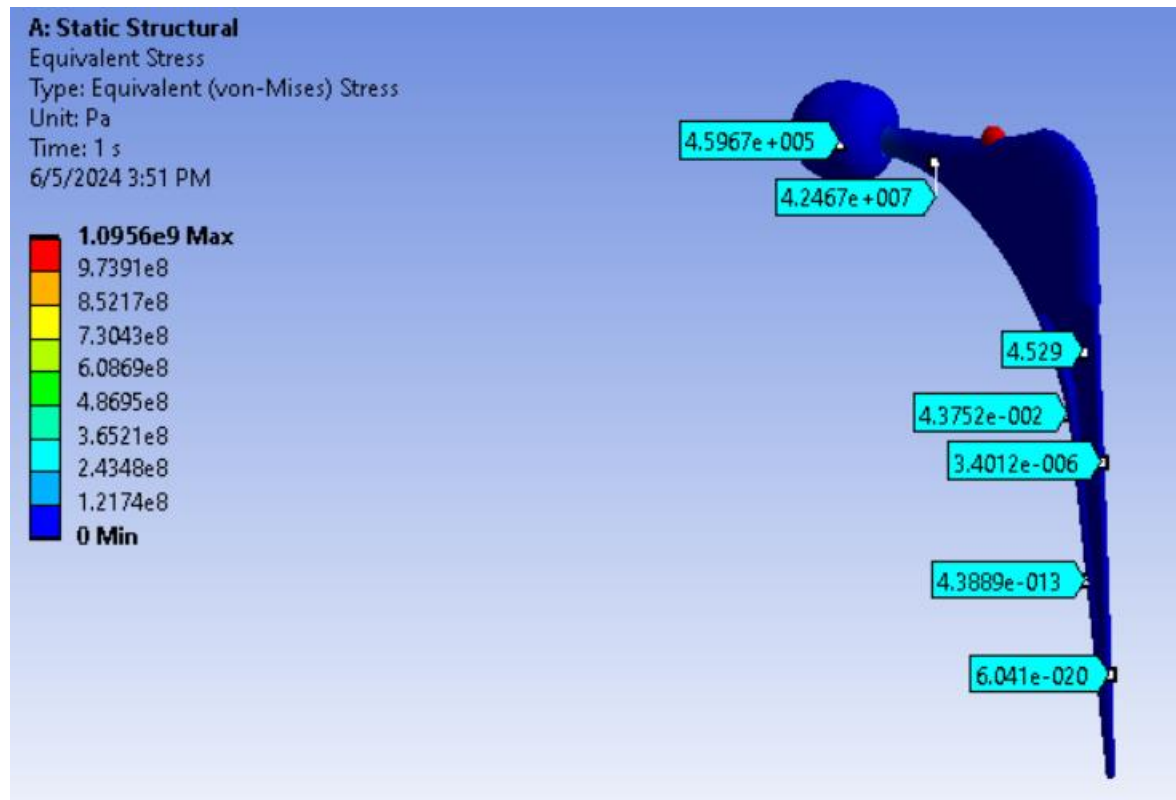 A: Static Structural
Equivalent Stress
Type: Equivalent (von-Mises) Stress
Unit: Pa
Time: 1 s
6/5/2024 3:51 PM
1.0956e9 Max
9.7391e8
8.5217e8
7.3043e8
6.0869e8
4.8695e8
3.6521e8
2.4348e8
1.2174e8
0 Min
4.5967e+005
4.2467e+007
4.529
4.3752e-002
3.4012e-006
4.3889e-013
6.041e-020